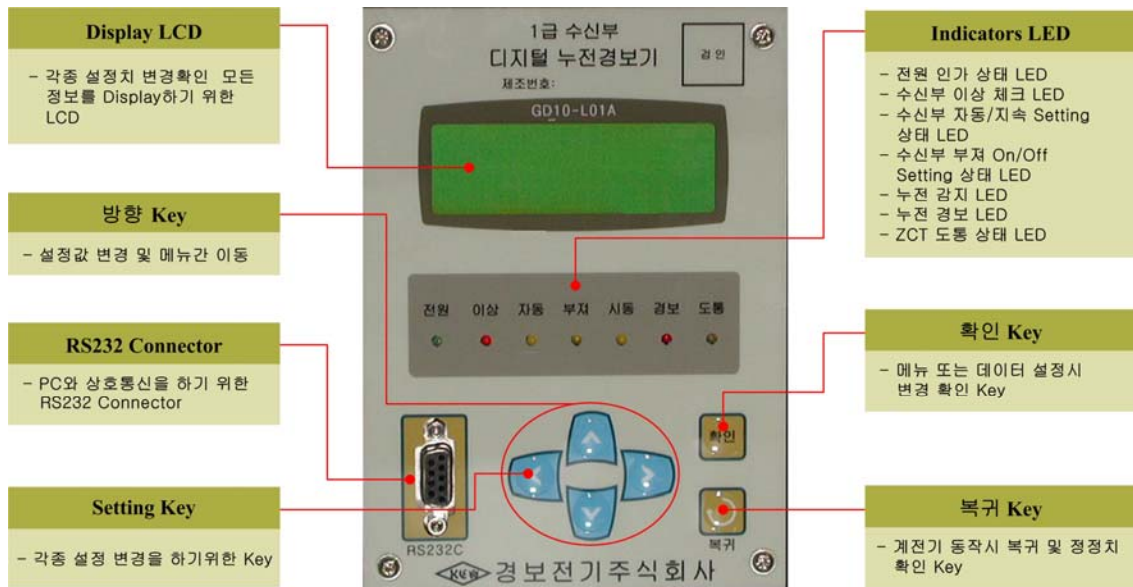 Display LCD
- 각종 설정치 변경확인 모든
정보를 Display하기 위한
LCD
방향 Key
- 설정값 변경 및 메뉴간 이동
RS232 Connector
- PC와 상호통신을 하기 위한
RS232 Connector
Setting Key
- 각종 설정 변경을 하기위한 Key
1급 수신부
디지털 누전경보기
제조번호:
검 인
GD10-L01A
전원 이상 자동 부져 시동 경보 도통
확인
RS232C
복귀
KEW 경보전기주식회사
Indicators LED
- 전원 인가 상태 LED
- 수신부 이상 체크 LED
- 수신부 자동/지속 Setting
상태 LED
- 수신부 부져 On/Off
Setting 상태 LED
- 누전 감지 LED
- 누전 경보 LED
- ZCT 도통 상태 LED
확인 Key
- 메뉴 또는 데이터 설정시
변경 확인 Key
복귀 Key
- 계전기 동작시 복귀 및 정정치
확인 Key